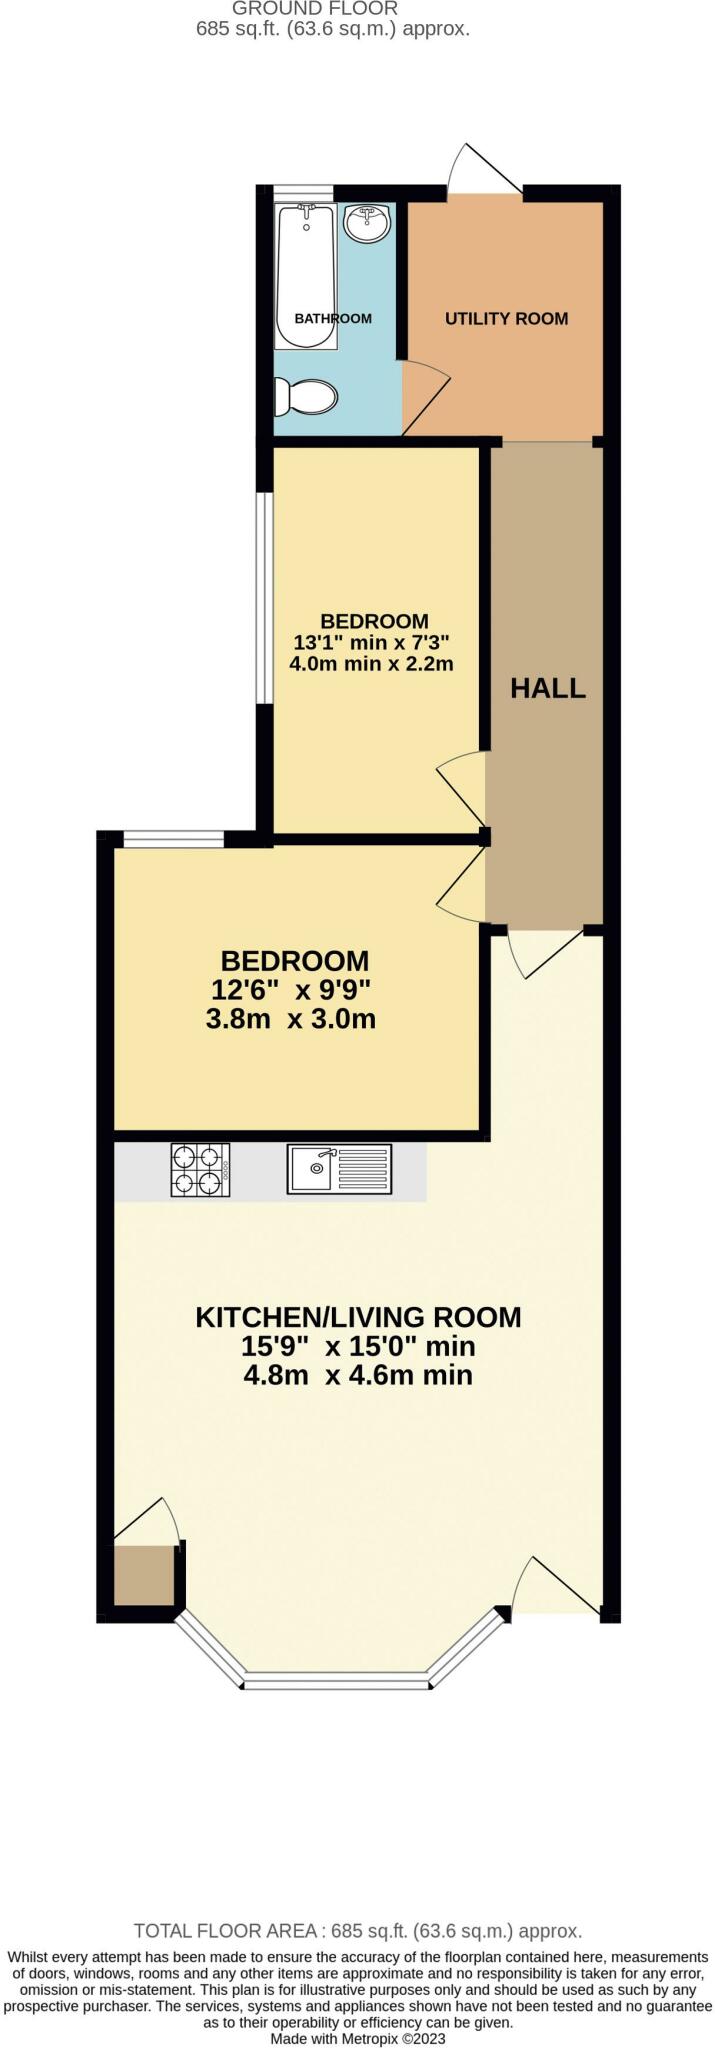 GROUND FLOOR
685 sq.ft. (63.6 sq.m.) approx.
BATHROOM
UTILITY ROOM
BEDROOM
13'1" min x 7'3"
4.0m min x 2.2m
HALL
BEDROOM
12'6" x 9'9"
3.8m x 3.0m
KITCHEN/LIVING ROOM
15'9" x 15'0" min
4.8m x 4.6m min
TOTAL FLOOR AREA : 685 sq.ft. (63.6 sq.m.) approx.
Whilst every attempt has been made to ensure the accuracy of the floorplan contained here, measurements
of doors, windows, rooms and any other items are approximate and no responsibility is taken for any error,
omission or mis-statement. This plan is for illustrative purposes only and should be used as such by any
prospective purchaser. The services, systems and appliances shown have not been tested and no guarantee
as to their operability or efficiency can be given.
Made with Metropix ©2023